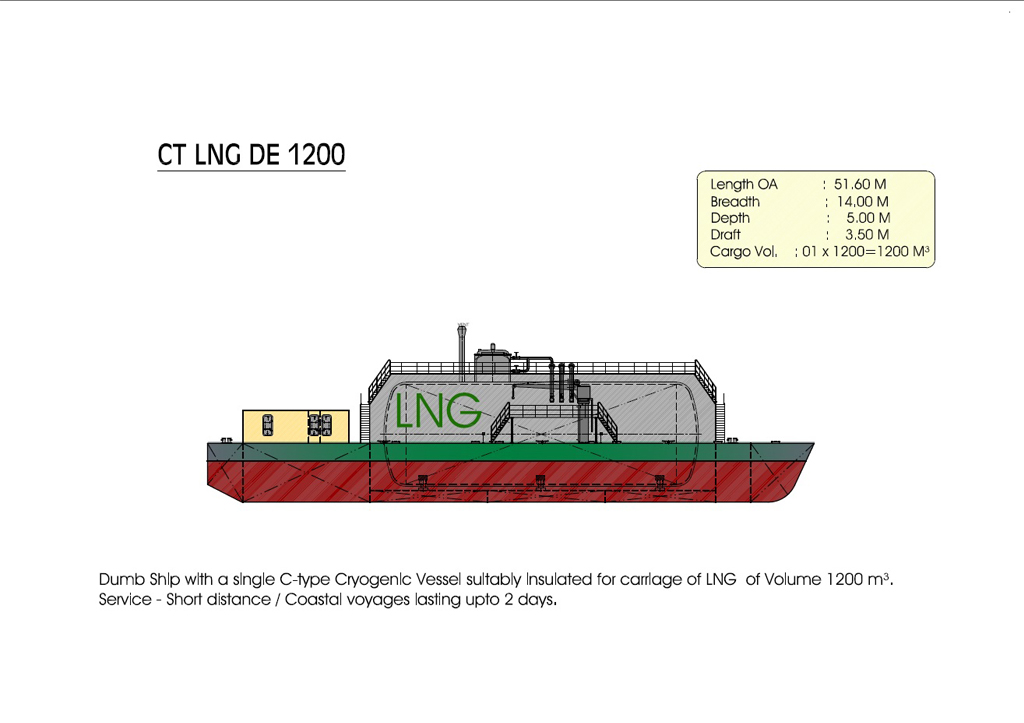 CT LNG DE 1200
Length OA : 51.60 M
Breadth : 14.00 M
Depth : 5.00 M
Draft : 3.50 M
Cargo Vol. : 01 x 1200=1200 M³
LNG
Dumb Ship with a single C-type Cryogenic Vessel suitably insulated for carriage of LNG of Volume 1200 m³.
Service - Short distance / Coastal voyages lasting upto 2 days.